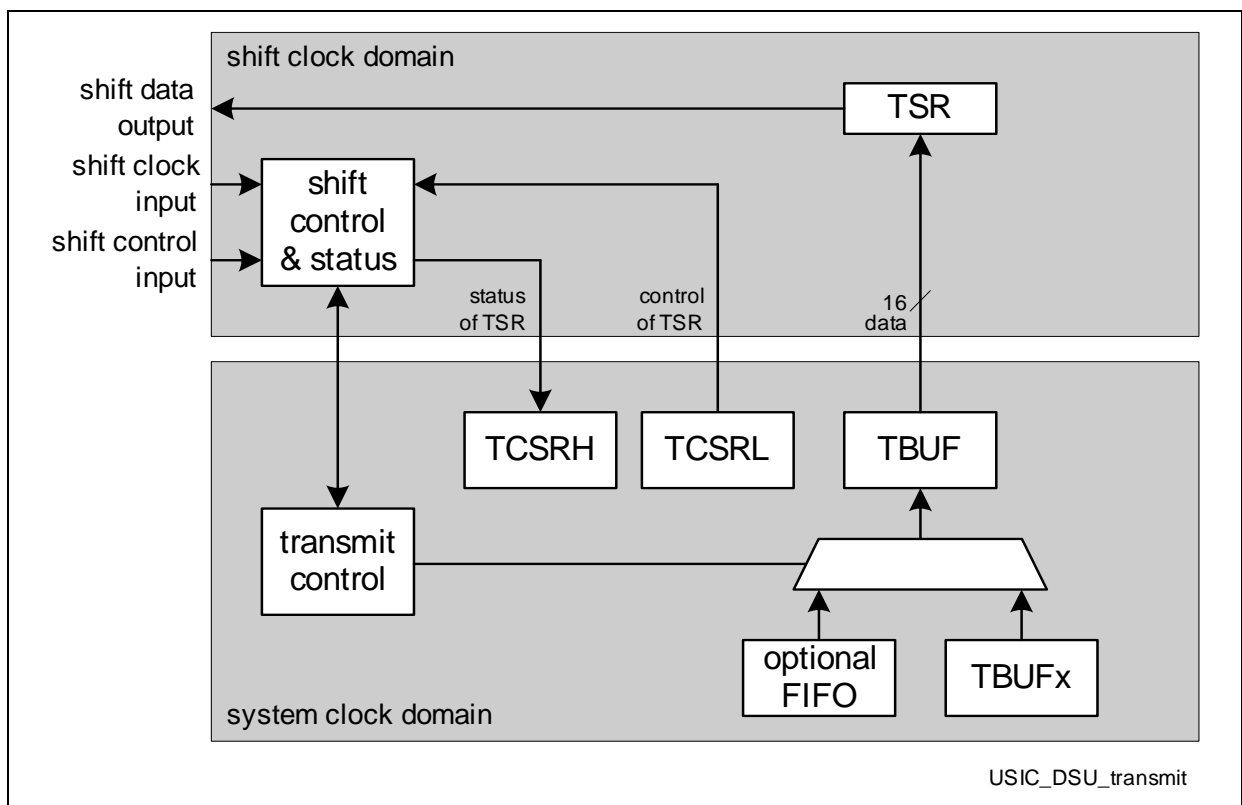 shift clock domain
shift data
output
TSR
shift clock
input
shift
control
& status
shift control
input
status
of TSR
control
of TSR
16
data
TCSRH
TCSRL
TBUF
transmit
control
optional
FIFO
TBUFx
system clock domain
USIC_DSU_transmit